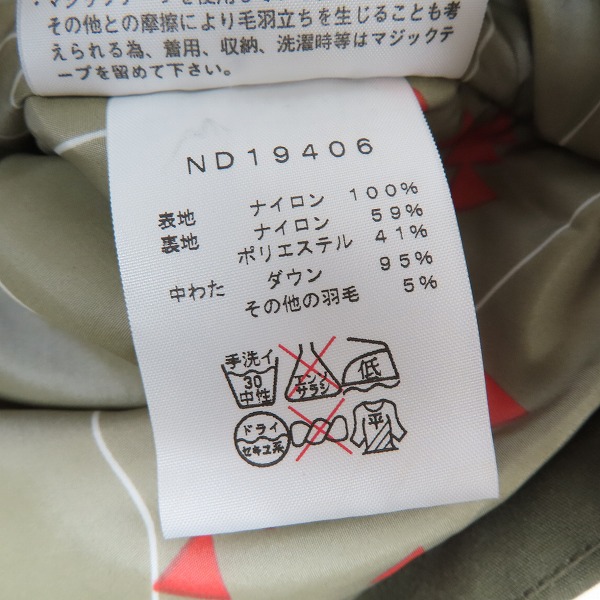 その他との摩擦により毛羽立ちを生じることも考
えられる為、着用、収納、洗濯時等はマジックテ
ープを留めて下さい。
ND19406
表地 ナイロン 100%
裏地 ナイロン 59%
ポリエステル 41%
中わた ダウン 95%
その他の羽毛 5%
手洗イ
30
中性
エンソ
サラシ
低
ドライ
セキユ系
平